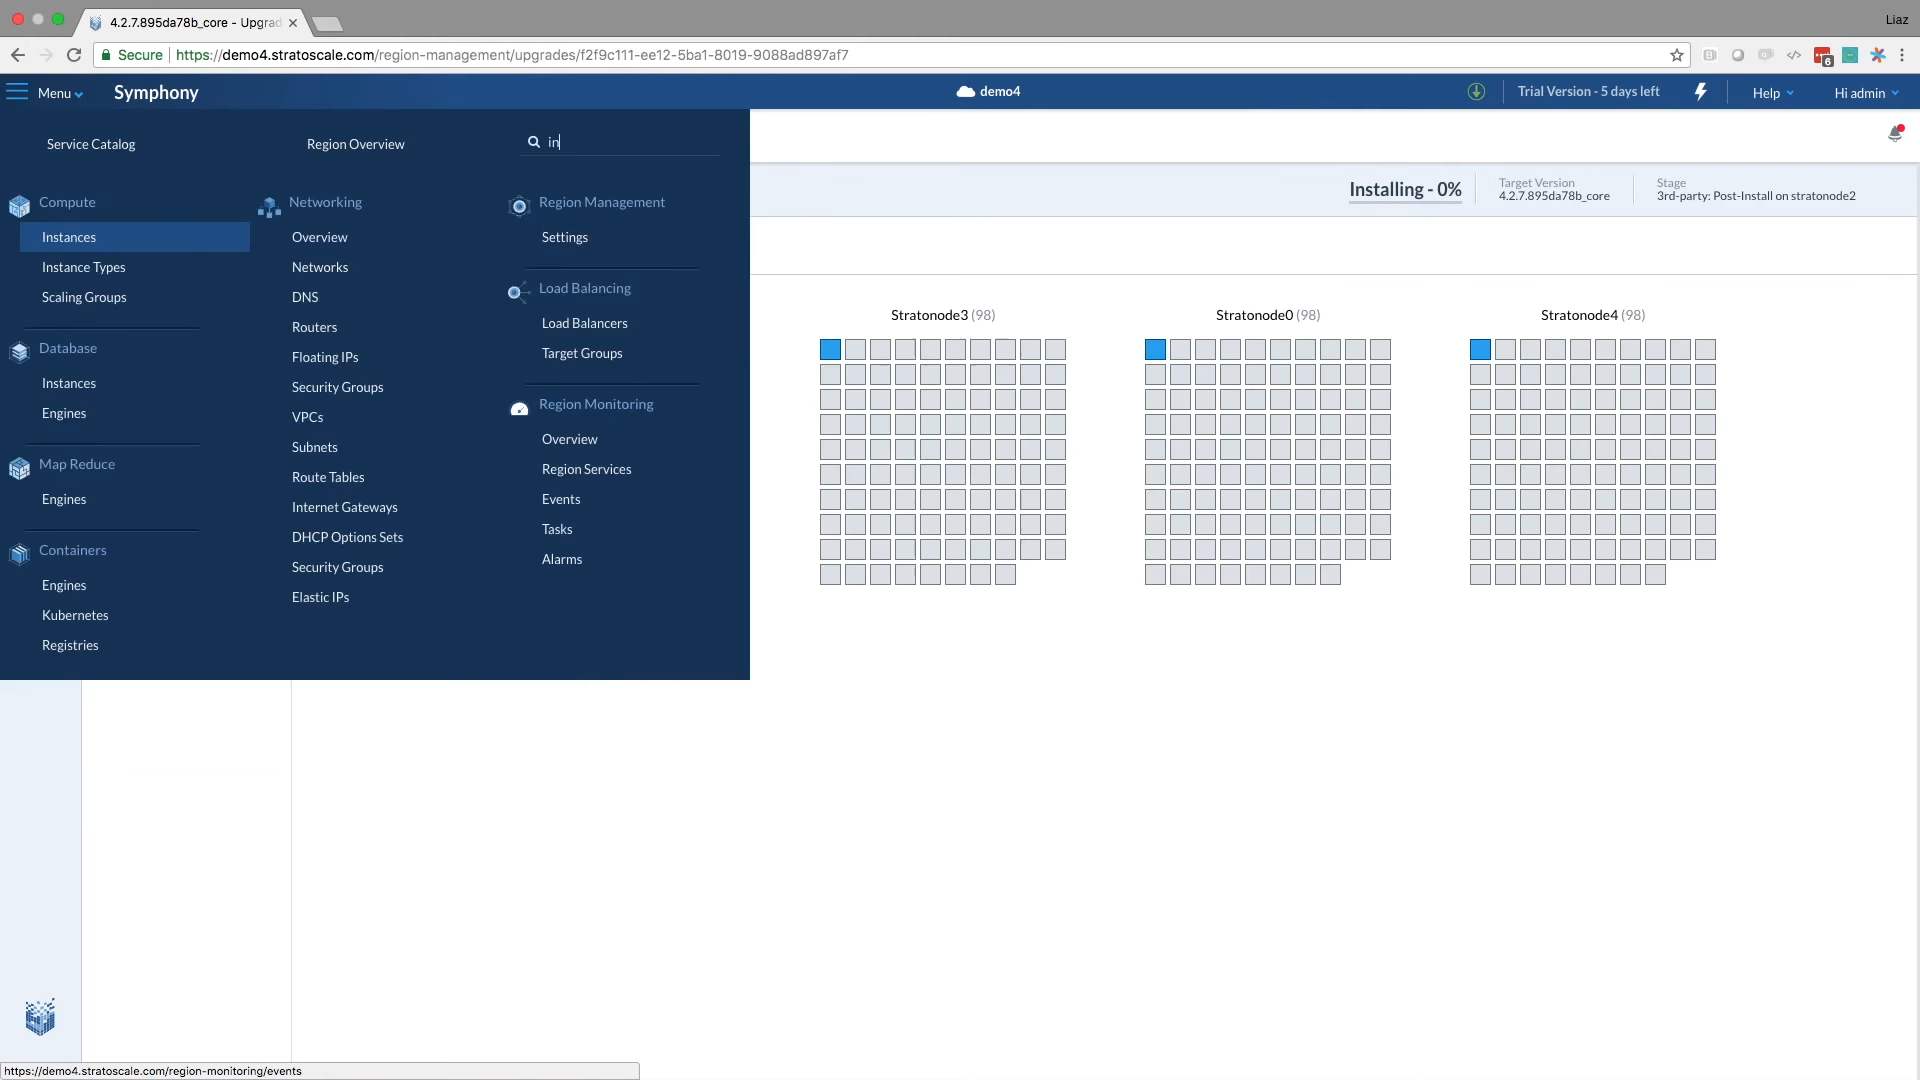 4.2.7.895da78b_core - Upgrad
Liaz
Secure
https://demo4.stratoscale.com/region-management/upgrades/f2f9c111-ee12-5ba1-8019-9088ad897af7
6
Menu
Symphony
demo4
Trial Version - 5 days left
Help
Hi admin
Service Catalog
Region Overview
in
Compute
Instances
Instance Types
Scaling Groups
Database
Instances
Engines
Map Reduce
Engines
Containers
Engines
Kubernetes
Registries
Networking
Overview
Networks
DNS
Routers
Floating IPs
Security Groups
VPCs
Subnets
Route Tables
Internet Gateways
DHCP Options Sets
Security Groups
Elastic IPs
Region Management
Settings
Load Balancing
Load Balancers
Target Groups
Region Monitoring
Overview
Region Services
Events
Tasks
Alarms
Installing - 0%
Target Version
4.2.7.895da78b_core
Stage
3rd-party: Post-Install on stratonode2
Stratonode3 (98)
Stratonode0 (98)
Stratonode4 (98)
https://demo4.stratoscale.com/region-monitoring/events